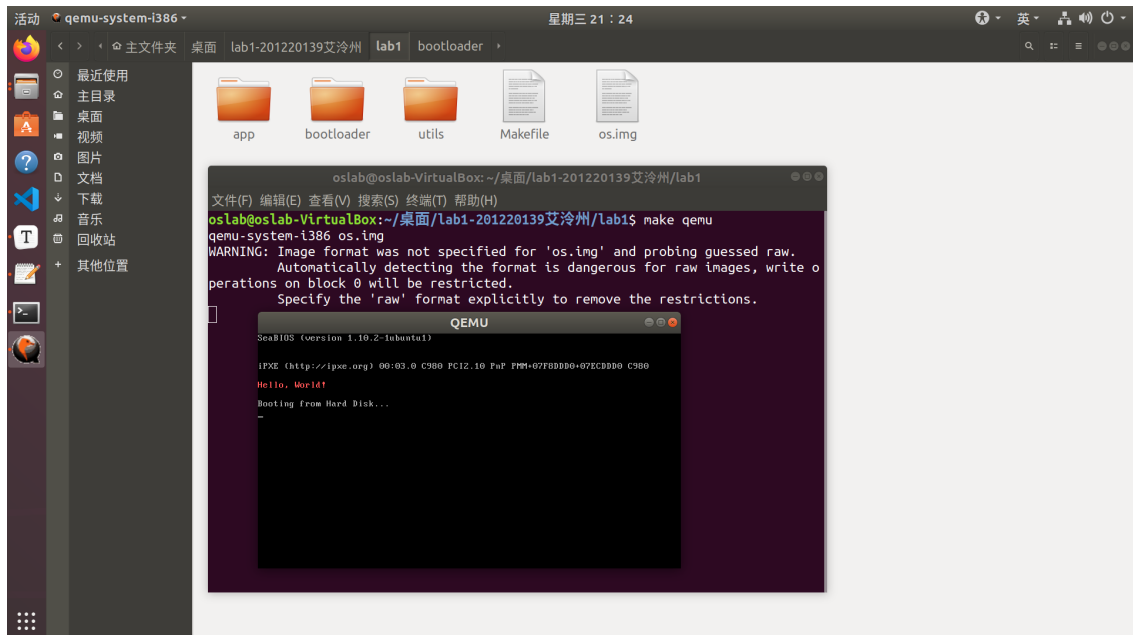 活动 qemu-system-i386 星期三 21：24 英
主文件夹 桌面 lab1-201220139艾泠州 lab1 bootloader
最近使用
主目录
桌面
视频
图片
文档
下载
音乐
回收站
其他位置
app bootloader utils Makefile os.img
oslab@oslab-VirtualBox: ~/桌面/lab1-201220139艾泠州/lab1
文件(F) 编辑(E) 查看(V) 搜索(S) 终端(T) 帮助(H)
oslab@oslab-VirtualBox:~/桌面/lab1-201220139艾泠州/lab1$ make qemu
qemu-system-i386 os.img
WARNING: Image format was not specified for 'os.img' and probing guessed raw.
Automatically detecting the format is dangerous for raw images, write o
perations on block 0 will be restricted.
Specify the 'raw' format explicitly to remove the restrictions.
QEMU
SeaBIOS (version 1.10.2-1ubuntu1)
iPXE (http://ipxe.org) 00:03.0 C980 PCI2.10 PnP PMM+07F8DDD0+07ECDDD0 C980
Hello, World!
Booting from Hard Disk...